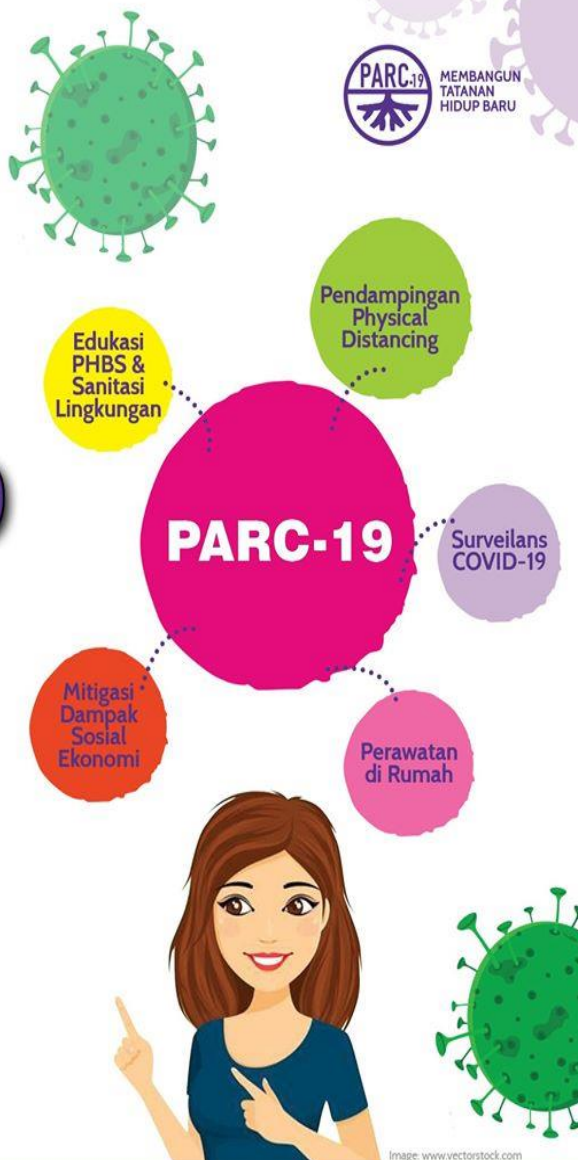 PARC-19
MEMBANGUN
TATANAN
HIDUP BARU
Pendampingan
Physical
Distancing
Edukasi
PHBS &
Sanitasi
Lingkungan
PARC-19
Surveilans
COVID-19
Mitigasi
Dampak
Sosial
Ekonomi
Perawatan
di Rumah
Image: www.vectorstock.com